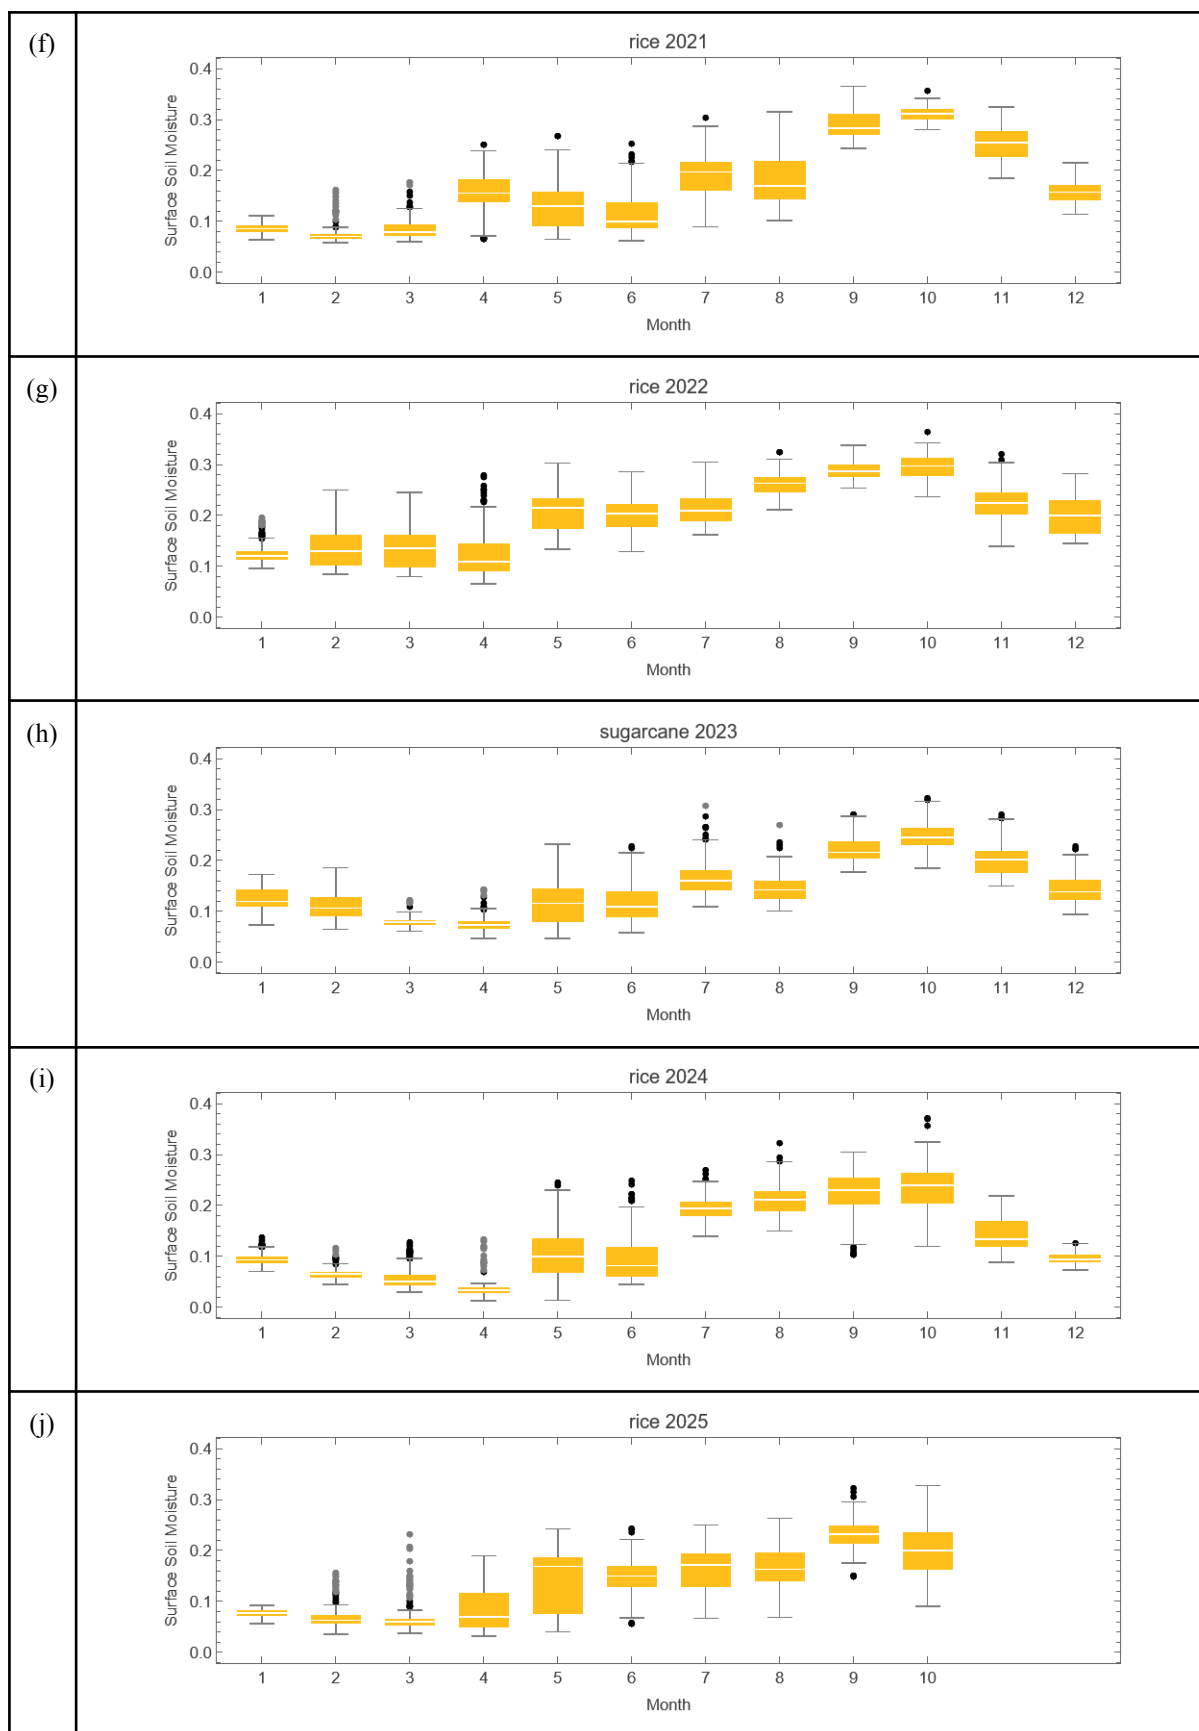 (f)
rice 2021
Surface Soil Moisture
0.4
0.3
0.2
0.1
0.0
1 2 3 4 5 6 7 8 9 10 11 12
Month
(g)
rice 2022
Surface Soil Moisture
0.4
0.3
0.2
0.1
0.0
1 2 3 4 5 6 7 8 9 10 11 12
Month
(h)
sugarcane 2023
Surface Soil Moisture
0.4
0.3
0.2
0.1
0.0
1 2 3 4 5 6 7 8 9 10 11 12
Month
(i)
rice 2024
Surface Soil Moisture
0.4
0.3
0.2
0.1
0.0
1 2 3 4 5 6 7 8 9 10 11 12
Month
(j)
rice 2025
Surface Soil Moisture
0.4
0.3
0.2
0.1
0.0
1 2 3 4 5 6 7 8 9 10
Month